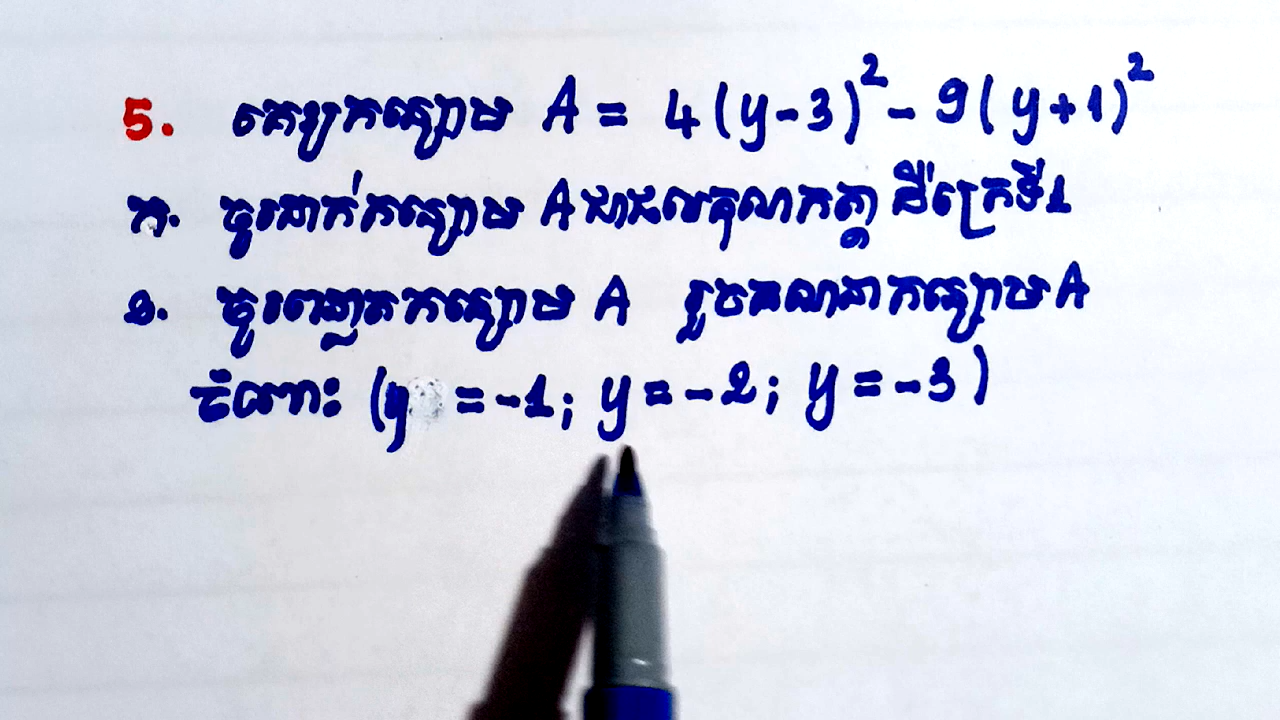 5. គេឲ្យកន្សោម A = 4(y-3)² - 9(y+1)²
ក. ចូរដាក់កន្សោម A ជាផលគុណកត្តា ដឺក្រេទី1
ខ. ចូរពន្លាតកន្សោម A រួចគណនាកន្សោម A
ចំពោះ (y = -1; y = -2; y = -3)